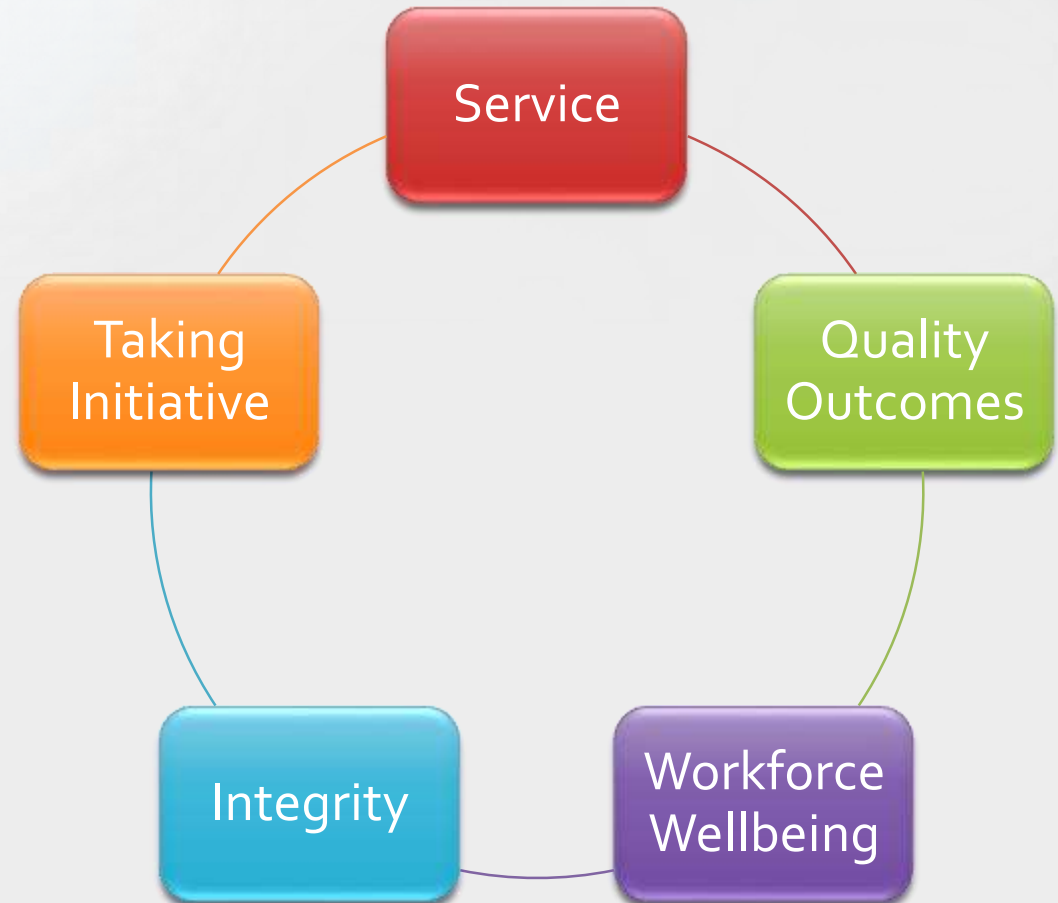 Service
Taking
Initiative
Quality
Outcomes
Integrity
Workforce
Wellbeing